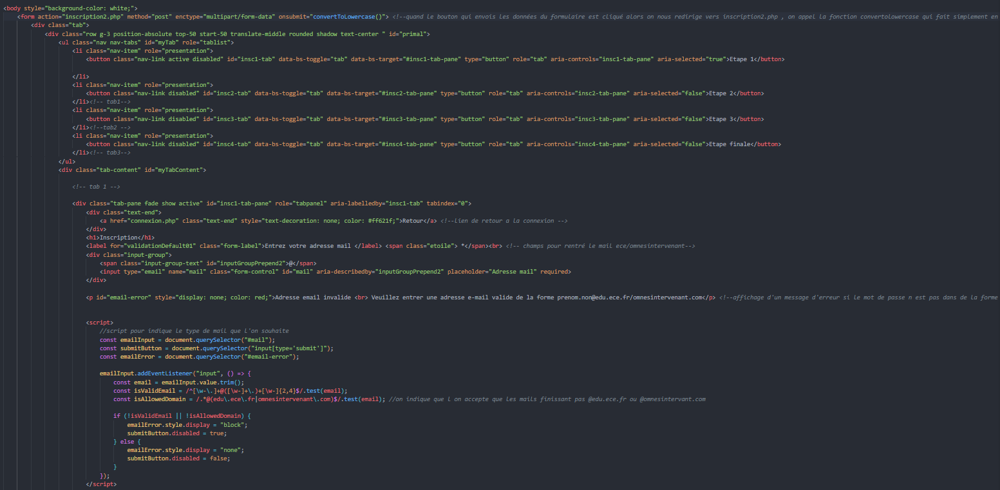 <body style="background-color: white;">
<form action="inscription2.php" method="post" enctype="multipart/form-data" onsubmit="convertToLowercase()"> <!--quand le bouton qui envois les données du formulaire est cliqué alors on nous redirige vers inscription2.php , on appel la fonction convertolowercase qui fait simplement en
<div class="tab">
<div class="row g-3 position-absolute top-50 start-50 translate-middle rounded shadow text-center " id="primal">
<ul class="nav nav-tabs" id="myTab" role="tablist">
<li class="nav-item" role="presentation">
<button class="nav-link active disabled" id="insc1-tab" data-bs-toggle="tab" data-bs-target="#insc1-tab-pane" type="button" role="tab" aria-controls="insc1-tab-pane" aria-selected="true">Etape 1</button>
</li>
<li class="nav-item" role="presentation">
<button class="nav-link disabled" id="insc2-tab" data-bs-toggle="tab" data-bs-target="#insc2-tab-pane" type="button" role="tab" aria-controls="insc2-tab-pane" aria-selected="false">Etape 2</button>
</li><!-- tab1-->
<li class="nav-item" role="presentation">
<button class="nav-link disabled" id="insc3-tab" data-bs-toggle="tab" data-bs-target="#insc3-tab-pane" type="button" role="tab" aria-controls="insc3-tab-pane" aria-selected="false">Etape 3</button>
</li><!--tab2 -->
<li class="nav-item" role="presentation">
<button class="nav-link disabled" id="insc4-tab" data-bs-toggle="tab" data-bs-target="#insc4-tab-pane" type="button" role="tab" aria-controls="insc4-tab-pane" aria-selected="false">Etape finale</button>
</li><!-- tab3-->
</ul>
<div class="tab-content" id="myTabContent">
<!-- tab 1 -->
<div class="tab-pane fade show active" id="insc1-tab-pane" role="tabpanel" aria-labelledby="insc1-tab" tabindex="0">
<div class="text-end">
<a href="connexion.php" class="text-end" style="text-decoration: none; color: #ff621f;">Retour</a> <!--lien de retour a la connexion -->
</div>
<h1>Inscription</h1>
<label for="validationDefault01" class="form-label">Entrez votre adresse mail </label> <span class="etoile"> *</span><br> <!-- champs pour rentré le mail ece/omnesintervenant-->
<div class="input-group">
<span class="input-group-text" id="inputGroupPrepend2">@</span>
<input type="email" name="mail" class="form-control" id="mail" aria-describedby="inputGroupPrepend2" placeholder="Adresse mail" required>
</div>
<p id="email-error" style="display: none; color: red;">Adresse email invalide <br> Veuillez entrer une adresse e-mail valide de la forme prenom.non@edu.ece.fr/omnesintervenant.com</p> <!--affichage d'un message d'erreur si le mot de passe n est pas dans de la forme
<script>
//script pour indique le type de mail que l'on souhaite
const emailInput = document.querySelector("#mail");
const submitButton = document.querySelector("input[type='submit']");
const emailError = document.querySelector("#email-error");
emailInput.addEventListener("input", () => {
const email = emailInput.value.trim();
const isValidEmail = /^[\w-\.]+@([\w-]+\.)+[\w-]{2,4}$/.test(email);
const isAllowedDomain = /.*@(edu\.ece\.fr|omnesintervenant\.com)$/.test(email); //on indique que l on accepte que les mails finissant pas @edu.ece.fr ou @omnesintervant.com
if (!isValidEmail || !isAllowedDomain) {
emailError.style.display = "block";
submitButton.disabled = true;
} else {
emailError.style.display = "none";
submitButton.disabled = false;
}
});
</script>